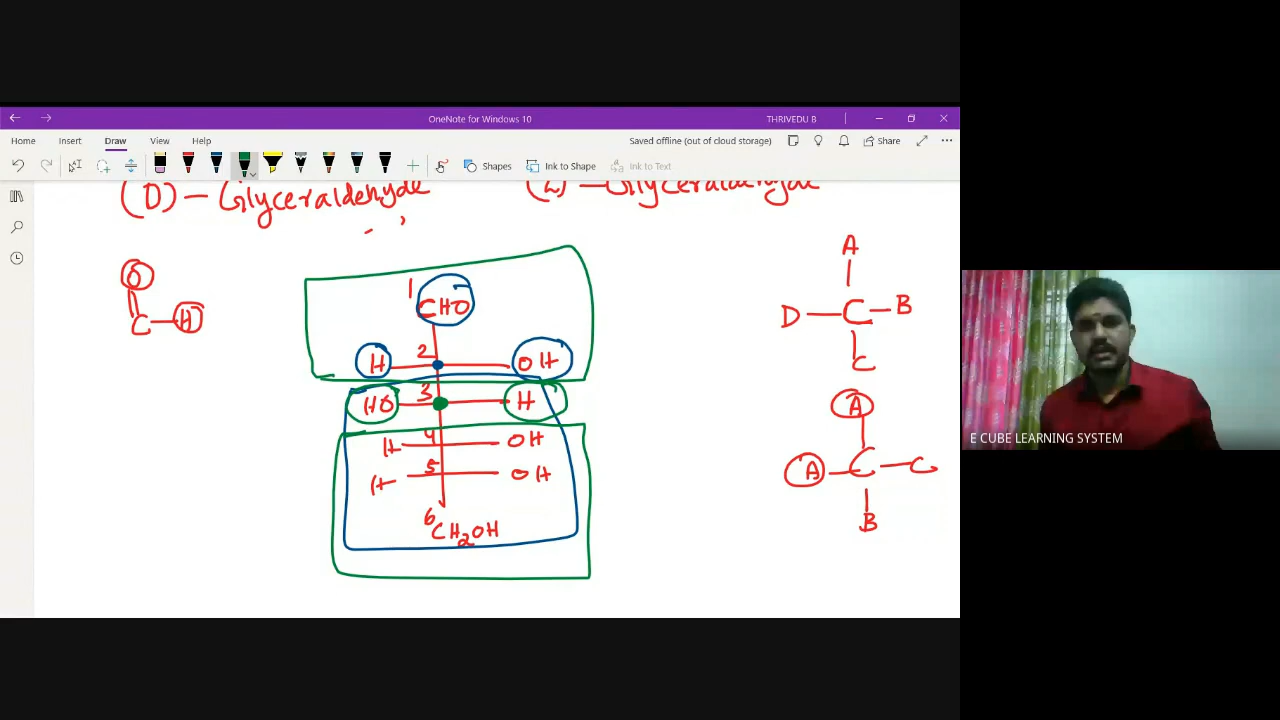 OneNote for Windows 10
THRIVEDU B
Home Insert Draw View Help
Saved offline (out of cloud storage)
Share
Shapes
Ink to Shape
Ink to Text
(D) - Glyceraldehyde
(L) - Glyceraldehyde
O
C - H
1
CHO
H 2 OH
HO 3 H
H 4 OH
H 5 OH
6
CH2OH
A
D - C - B
C
A
A - C - C
B
E CUBE LEARNING SYSTEM